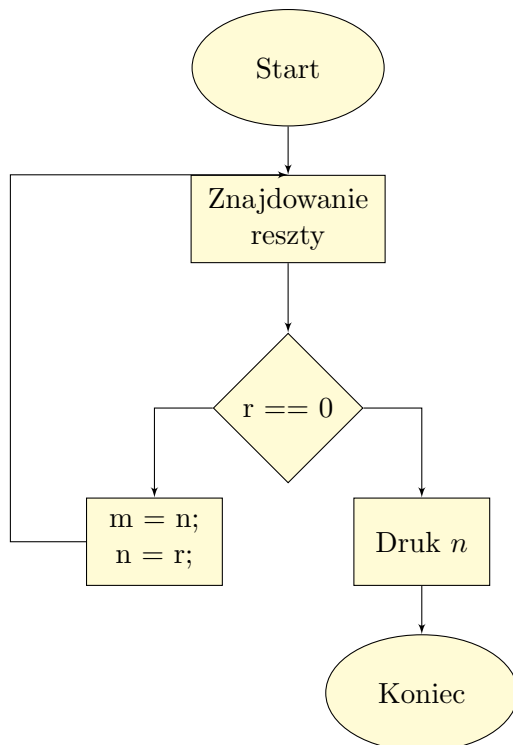 Start
Znajdowanie
reszty
r == 0
m = n;
n = r;
Druk n
Koniec